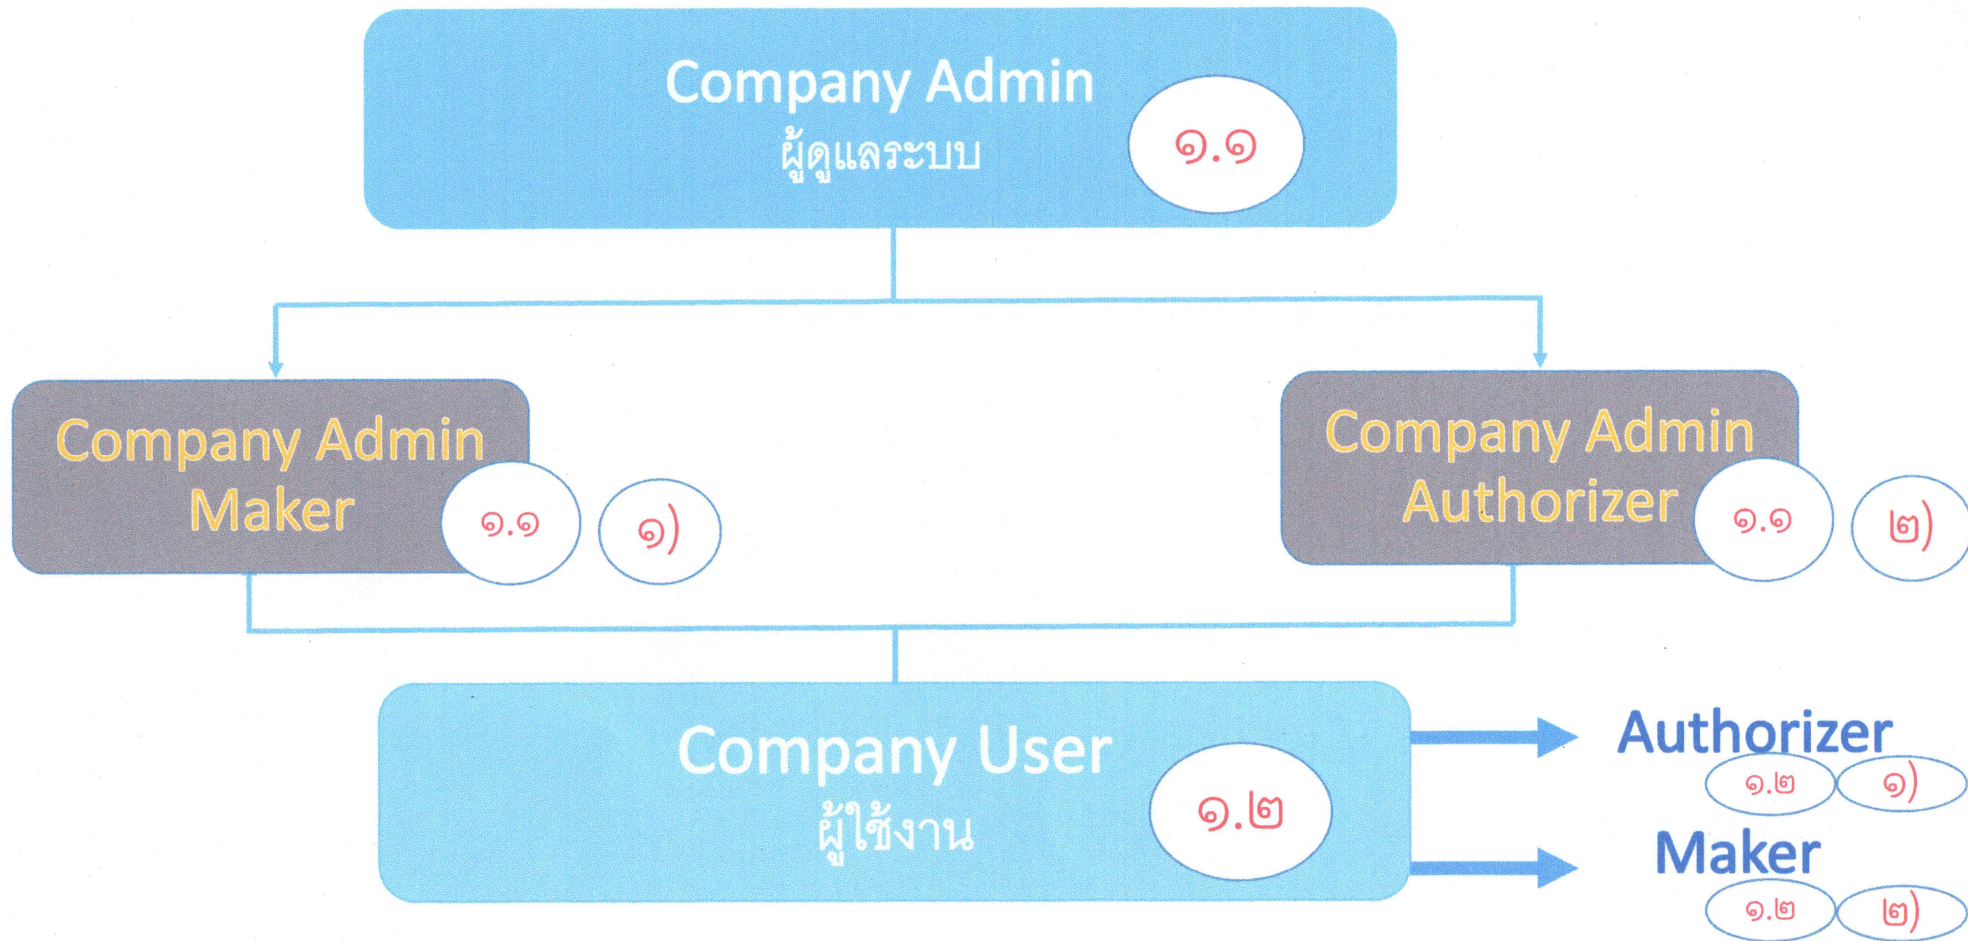 Company Admin
ผู้ดูแลระบบ
๑.๑
Company Admin
Maker
๑.๑
๑)
Company Admin
Authorizer
๑.๑
๒)
Company User
ผู้ใช้งาน
๑.๒
Authorizer
๑.๒
๑)
Maker
๑.๒
๒)